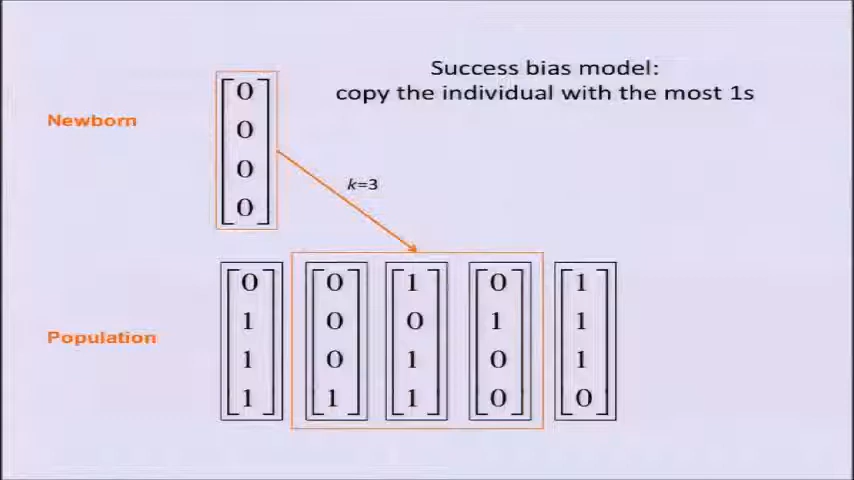 Success bias model:
copy the individual with the most 1s
Newborn
0
0
0
0
k=3
Population
0 0 1 0 1
1 0 0 1 1
1 0 1 0 1
1 1 1 0 0